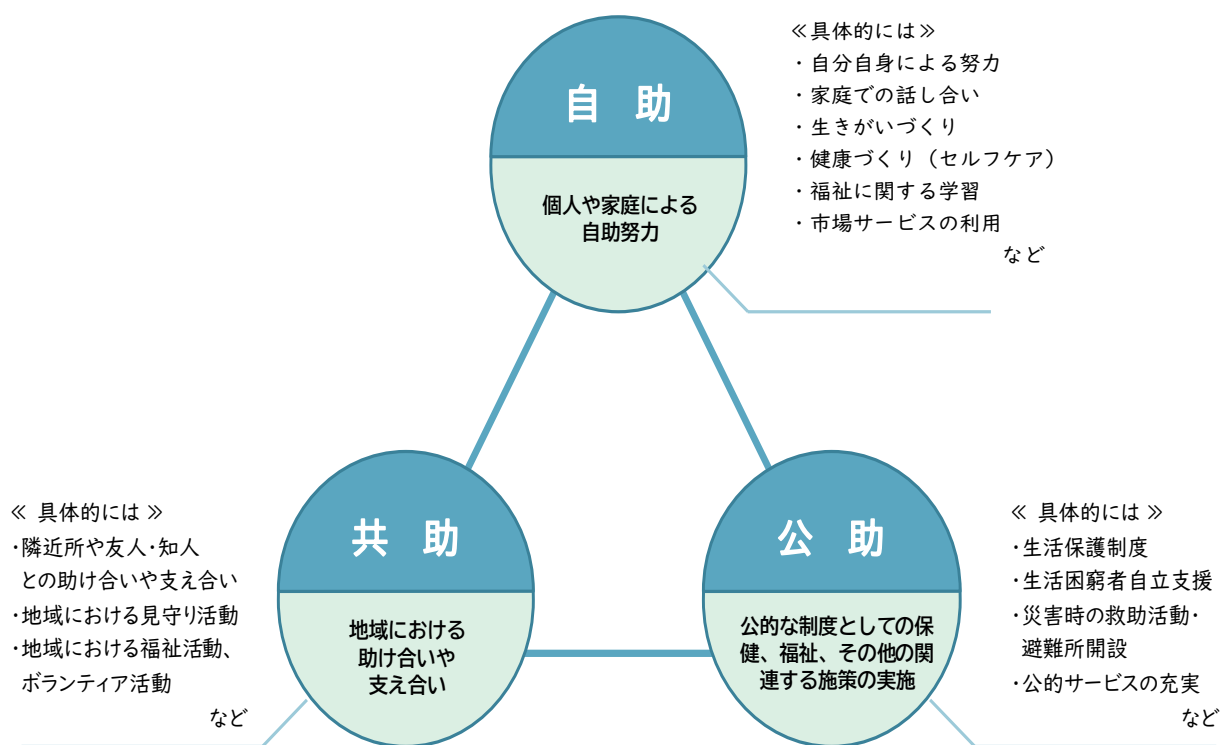 自 助
個人や家庭による
自助努力
≪具体的には≫
・自分自身による努力
・家庭での話し合い
・生きがいづくり
・健康づくり（セルフケア）
・福祉に関する学習
・市場サービスの利用
など
共 助
地域における
助け合いや
支え合い
≪ 具体的には ≫
・隣近所や友人・知人
との助け合いや支え合い
・地域における見守り活動
・地域における福祉活動、
ボランティア活動
など
公 助
公的な制度としての保
健、福祉、その他の関
連する施策の実施
≪ 具体的には ≫
・生活保護制度
・生活困窮者自立支援
・災害時の救助活動・
避難所開設
・公的サービスの充実
など